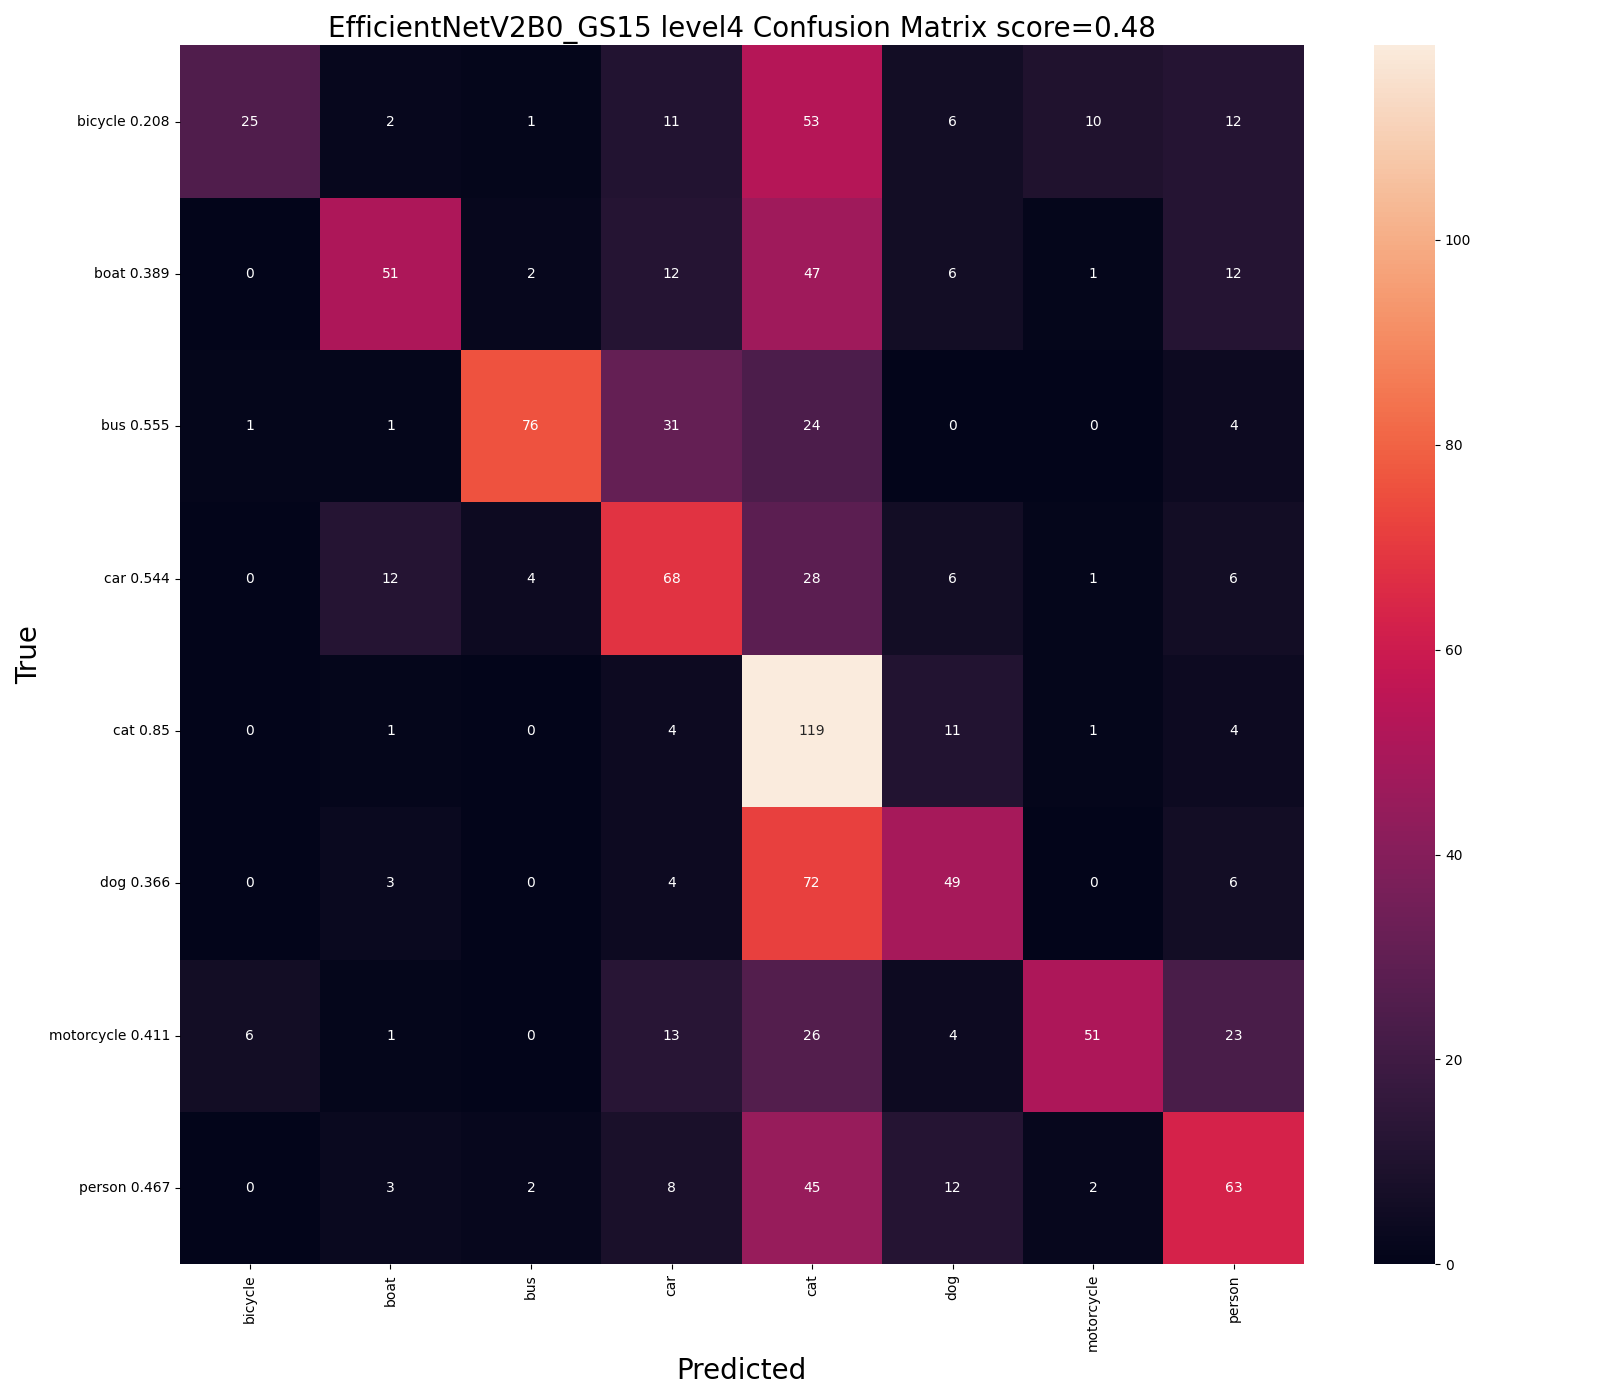 EfficientNetV2B0_GS15 level4 Confusion Matrix score=0.48
bicycle 0.208 25 2 1 11 53 6 10 12
boat 0.389 0 51 2 12 47 6 1 12
bus 0.555 1 1 76 31 24 0 0 4
car 0.544 0 12 4 68 28 6 1 6
cat 0.85 0 1 0 4 119 11 1 4
dog 0.366 0 3 0 4 72 49 0 6
motorcycle 0.411 6 1 0 13 26 4 51 23
person 0.467 0 3 2 8 45 12 2 63
bicycle boat bus car cat dog motorcycle person
Predicted
True
100
80
60
40
20
0